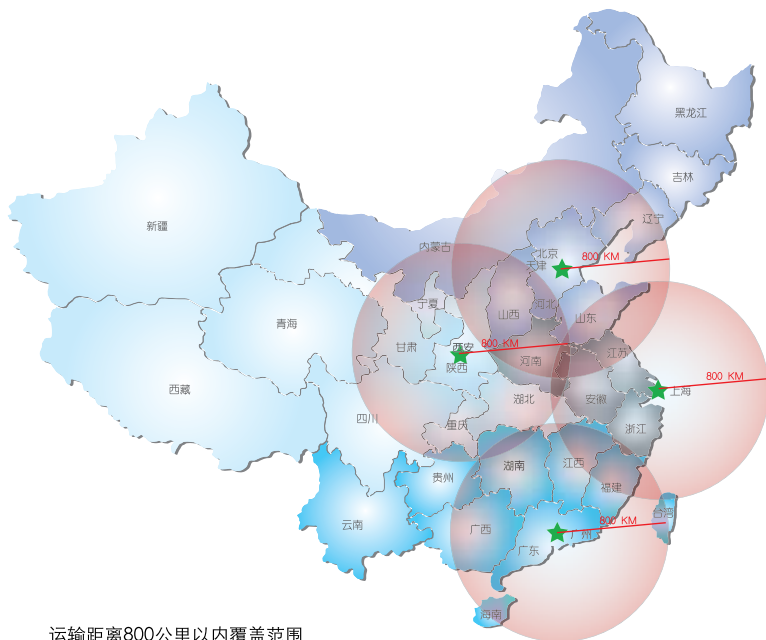 黑龙江
吉林
辽宁
新疆
内蒙古
北京
天津
800 KM
宁夏
河北
山西
山东
青海
甘肃
西安
800 KM
陕西
河南
江苏
800 KM
上海
西藏
安徽
湖北
四川
重庆
浙江
湖南
江西
贵州
福建
云南
广西
800 KM
台湾
广州
广东
海南
运输距离800公里以内覆盖范围